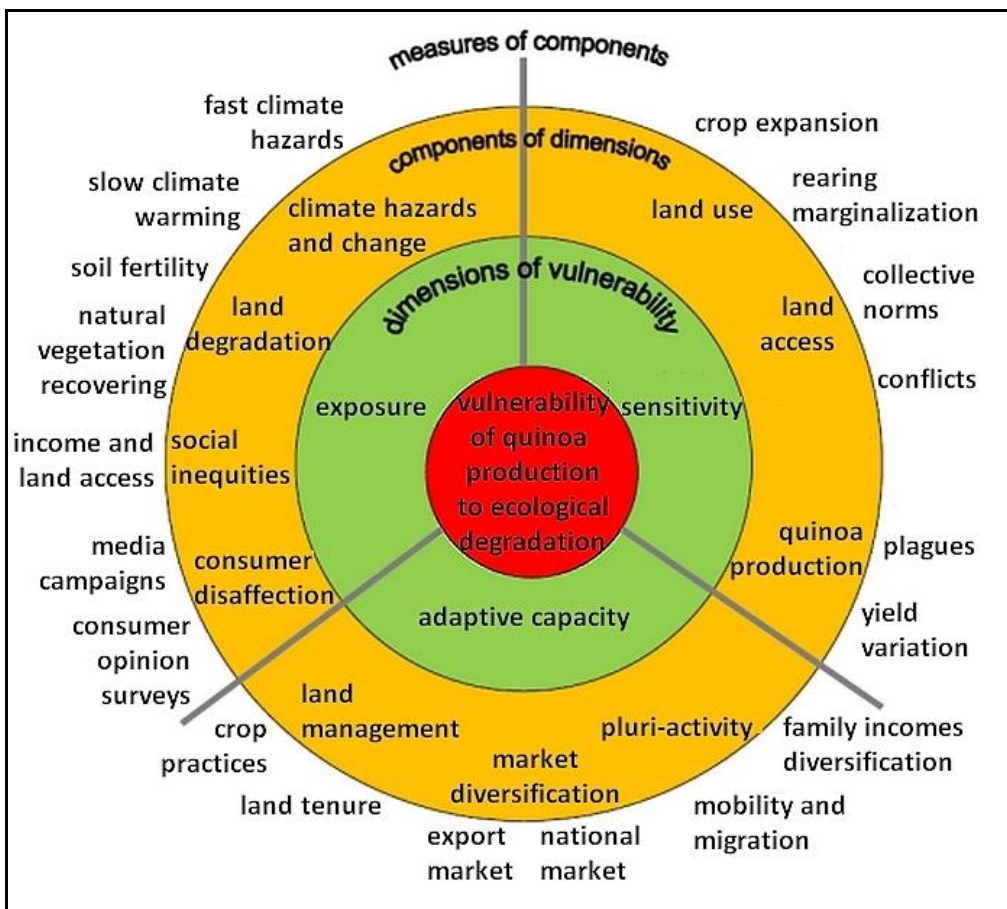 measures of components
components of dimensions
dimensions of vulnerability
vulnerability
of quinoa
production
to ecological
degradation
exposure
sensitivity
adaptive capacity
climate hazards
and change
land
degradation
social
inequities
consumer
disaffection
land use
land
access
quinoa
production
land
management
market
diversification
pluri-activity
fast climate
hazards
slow climate
warming
soil fertility
natural
vegetation
recovering
income and
land access
media
campaigns
consumer
opinion
surveys
crop expansion
rearing
marginalization
collective
norms
conflicts
plagues
yield
variation
crop
practices
land tenure
export
market
national
market
mobility and
migration
family incomes
diversification